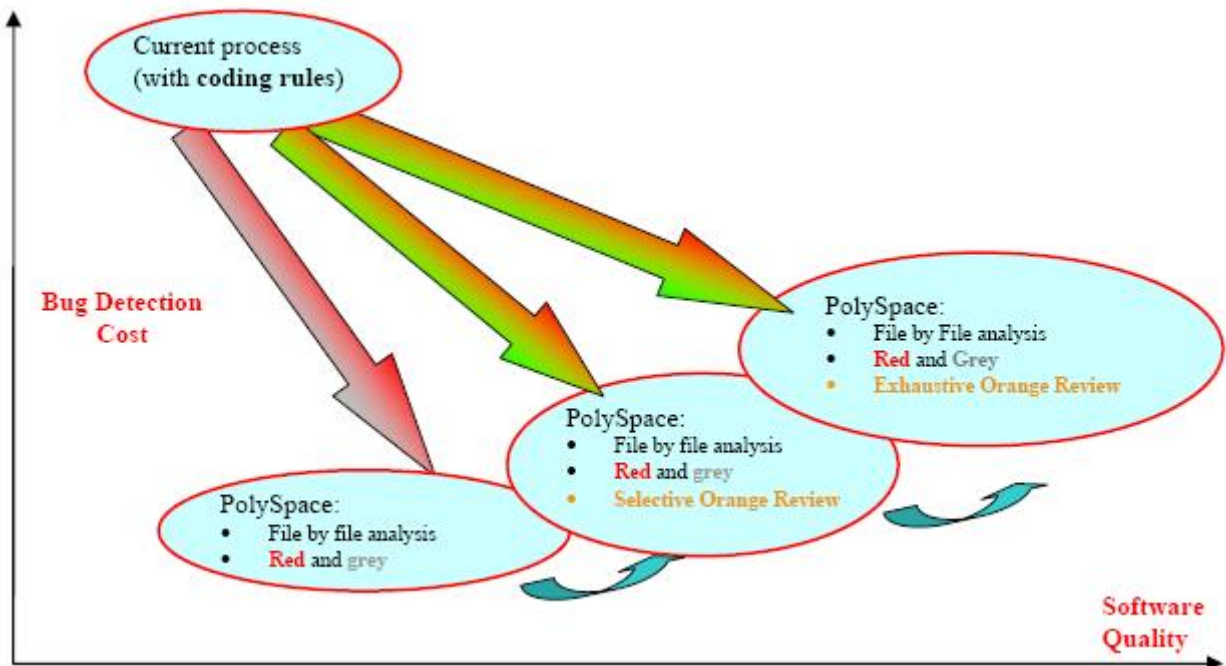 Current process
(with coding rules)
Bug Detection
Cost
PolySpace:
• File by File analysis
• Red and Grey
• Exhaustive Orange Review
PolySpace:
• File by file analysis
• Red and grey
• Selective Orange Review
PolySpace:
• File by file analysis
• Red and grey
Software
Quality